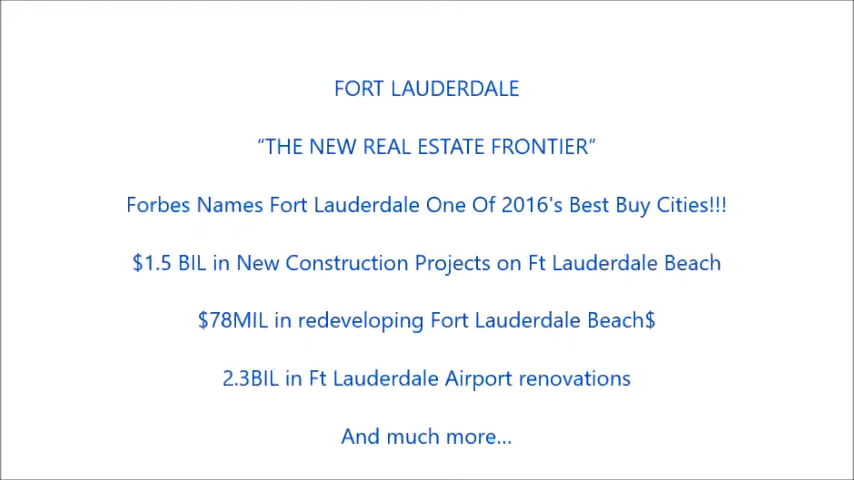 FORT LAUDERDALE
“THE NEW REAL ESTATE FRONTIER”
Forbes Names Fort Lauderdale One Of 2016's Best Buy Cities!!!
$1.5 BIL in New Construction Projects on Ft Lauderdale Beach
$78MIL in redeveloping Fort Lauderdale Beach$
2.3BIL in Ft Lauderdale Airport renovations
And much more...